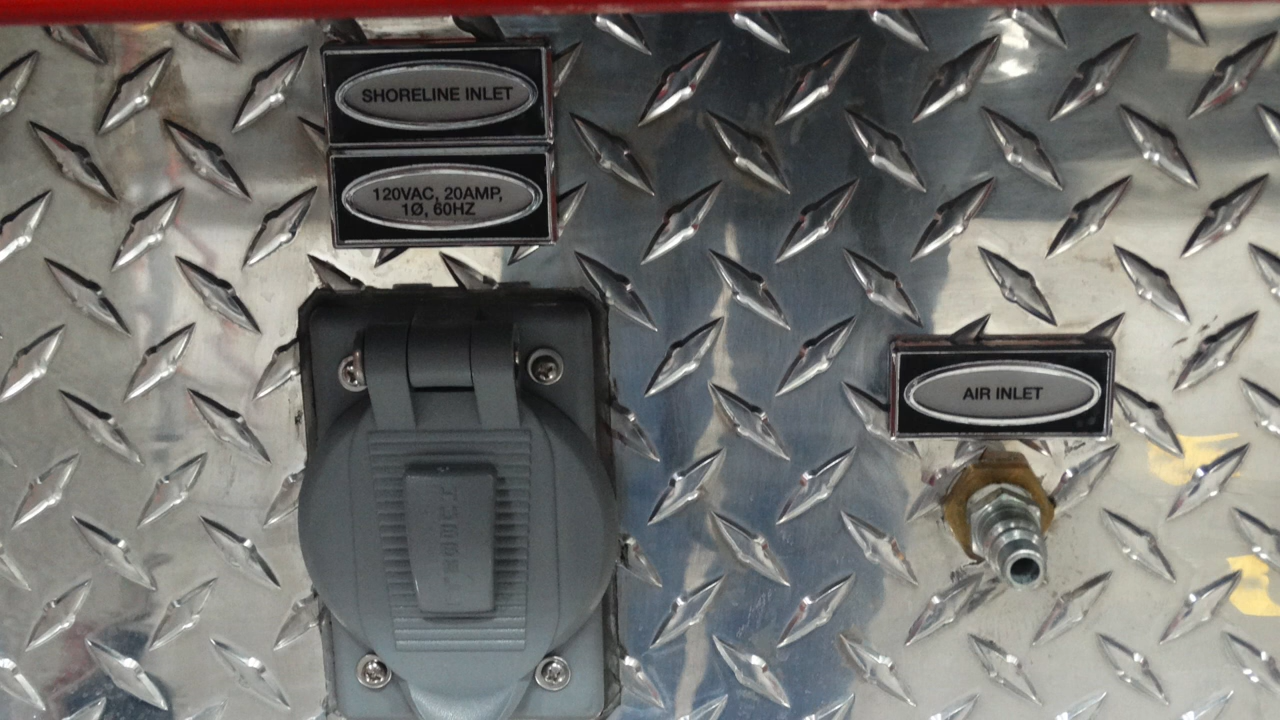 SHORELINE INLET
120VAC, 20AMP,
1Ø, 60HZ
AIR INLET